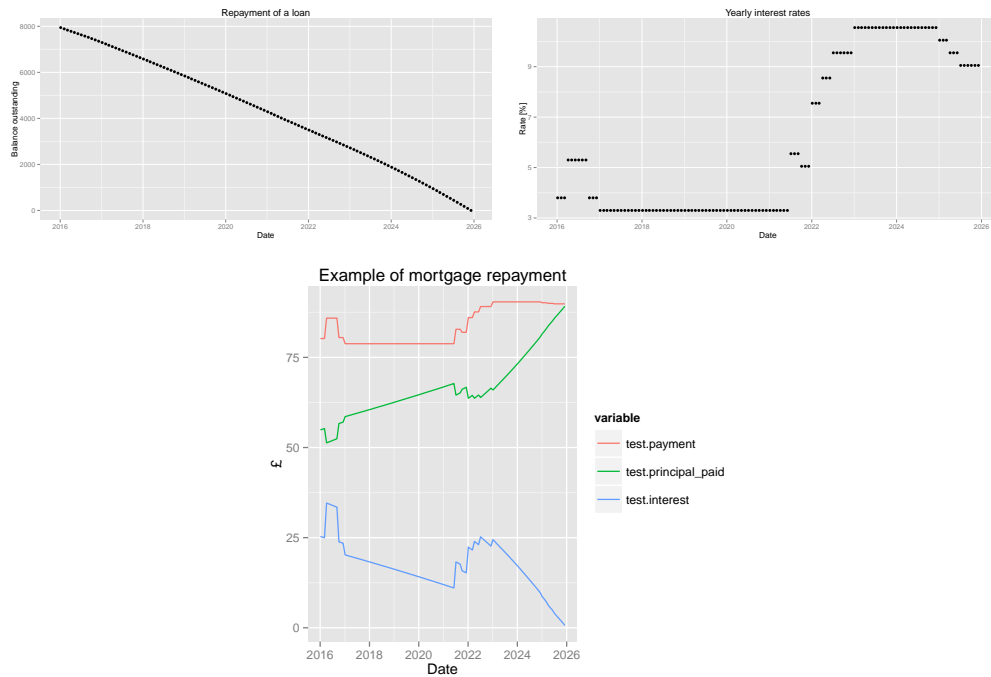 Repayment of a loan
8000
6000
4000
2000
0
Balance outstanding
2016
2018
2020
2022
2024
2026
Date
Yearly interest rates
9
7
5
3
Rate [%]
2016
2018
2020
2022
2024
2026
Date
Example of mortgage repayment
75
50
25
0
£
2016
2018
2020
2022
2024
2026
Date
variable
test.payment
test.principal_paid
test.interest